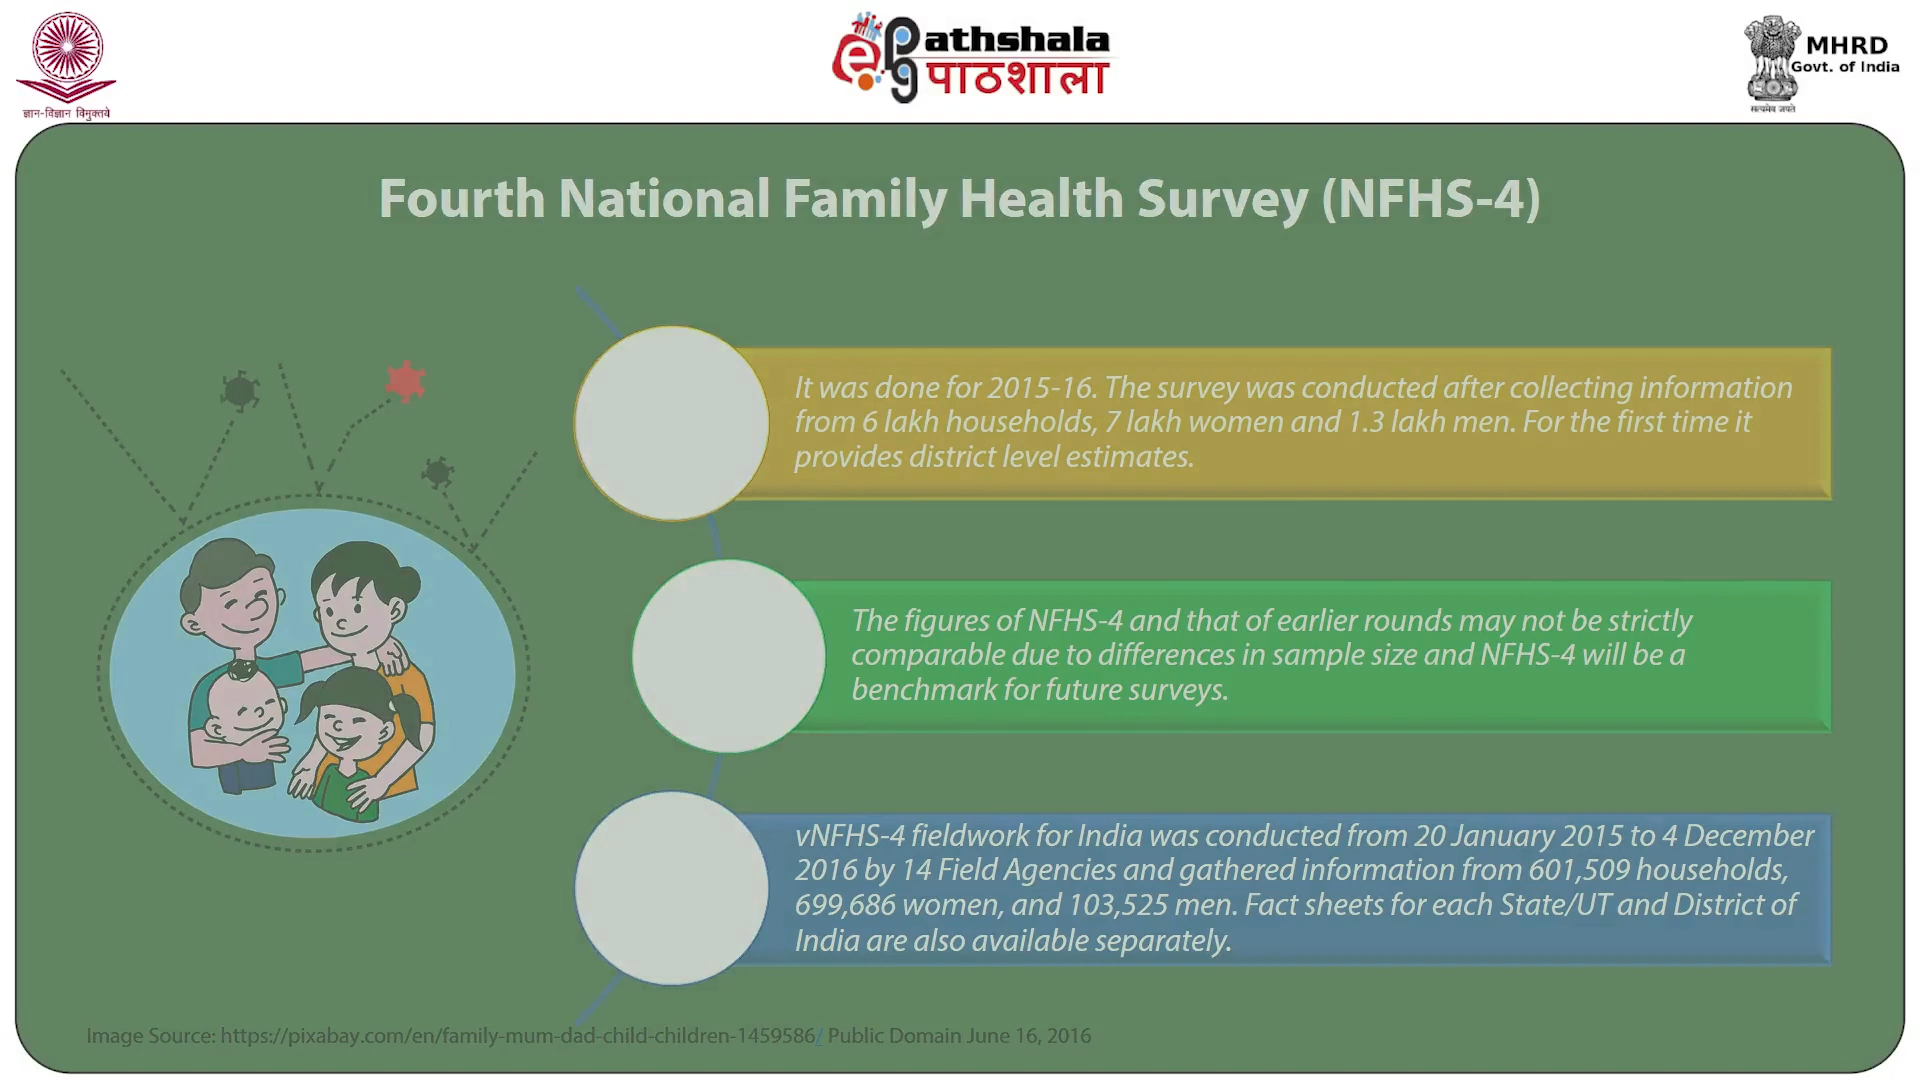 ज्ञान-विज्ञान विमुक्तये
e
PG
athshala
पाठशाला
MHRD
Govt. of India
सत्यमेव जयते
Fourth National Family Health Survey (NFHS-4)
It was done for 2015-16. The survey was conducted after collecting information
from 6 lakh households, 7 lakh women and 1.3 lakh men. For the first time it
provides district level estimates.
The figures of NFHS-4 and that of earlier rounds may not be strictly
comparable due to differences in sample size and NFHS-4 will be a
benchmark for future surveys.
vNFHS-4 fieldwork for India was conducted from 20 January 2015 to 4 December
2016 by 14 Field Agencies and gathered information from 601,509 households,
699,686 women, and 103,525 men. Fact sheets for each State/UT and District of
India are also available separately.
Image Source: https://pixabay.com/en/family-mum-dad-child-children-1459586/ Public Domain June 16, 2016